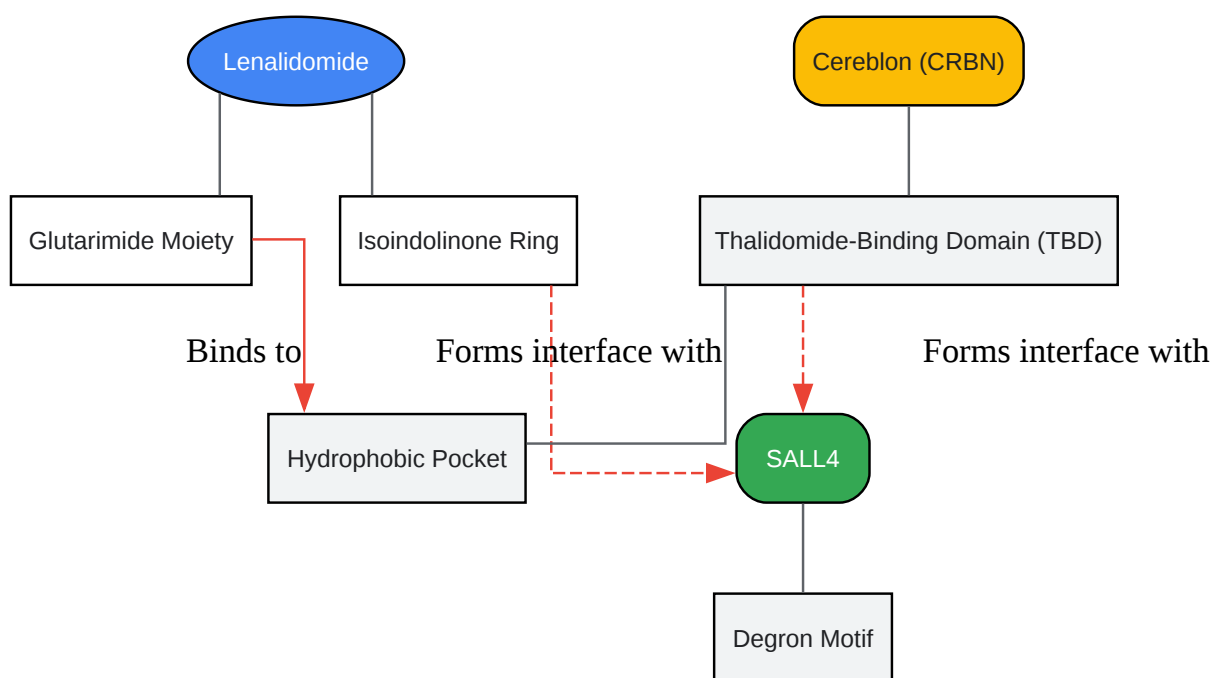 Lenalidomide
Cereblon (CRBN)
Glutarimide Moiety
Isoindolinone Ring
Thalidomide-Binding Domain (TBD)
Binds to
Forms interface with
Forms interface with
Hydrophobic Pocket
SALL4
Degron Motif